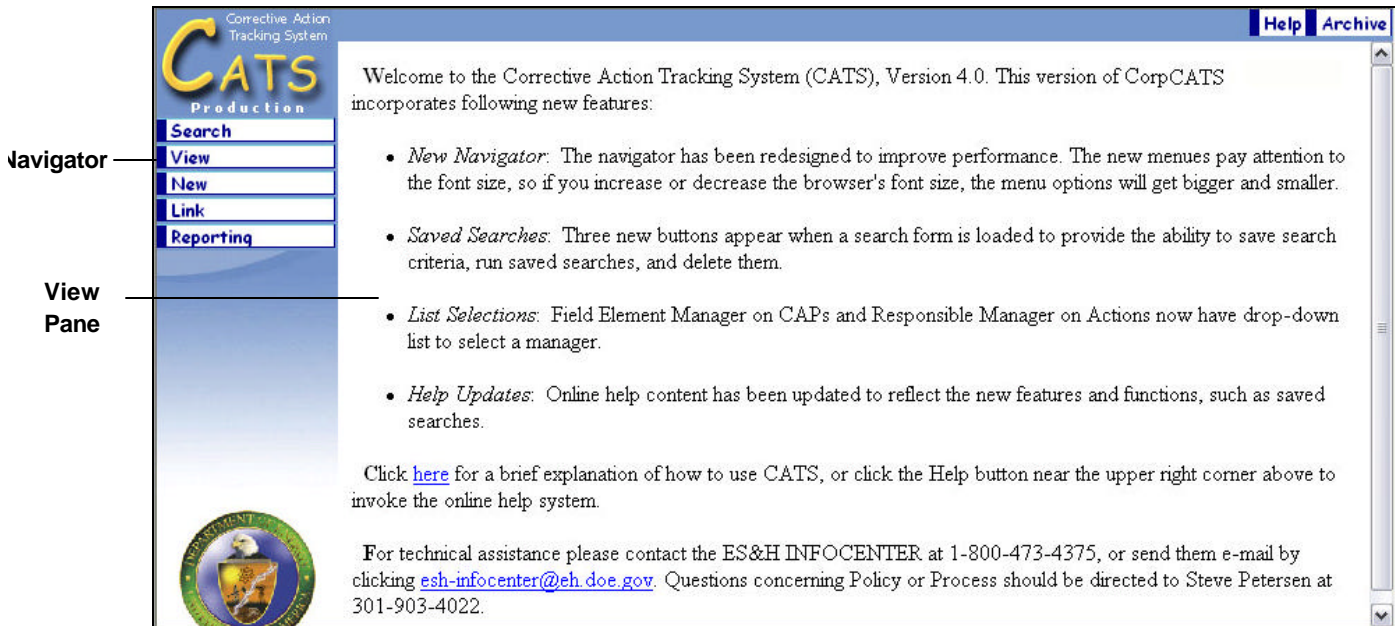 Corrective Action
Tracking System
CATS
Production
Help Archive
Search
View
New
Link
Reporting
Navigator
View
Pane
Welcome to the Corrective Action Tracking System (CATS), Version 4.0. This version of CorpCATS
incorporates following new features:
• New Navigator: The navigator has been redesigned to improve performance. The new menues pay attention to
the font size, so if you increase or decrease the browser's font size, the menu options will get bigger and smaller.
• Saved Searches: Three new buttons appear when a search form is loaded to provide the ability to save search
criteria, run saved searches, and delete them.
• List Selections: Field Element Manager on CAPs and Responsible Manager on Actions now have drop-down
list to select a manager.
• Help Updates: Online help content has been updated to reflect the new features and functions, such as saved
searches.
Click here for a brief explanation of how to use CATS, or click the Help button near the upper right corner above to
invoke the online help system.
For technical assistance please contact the ES&H INFOCENTER at 1-800-473-4375, or send them e-mail by
clicking esh-infocenter@eh.doe.gov. Questions concerning Policy or Process should be directed to Steve Petersen at
301-903-4022.
DEPARTMENT OF